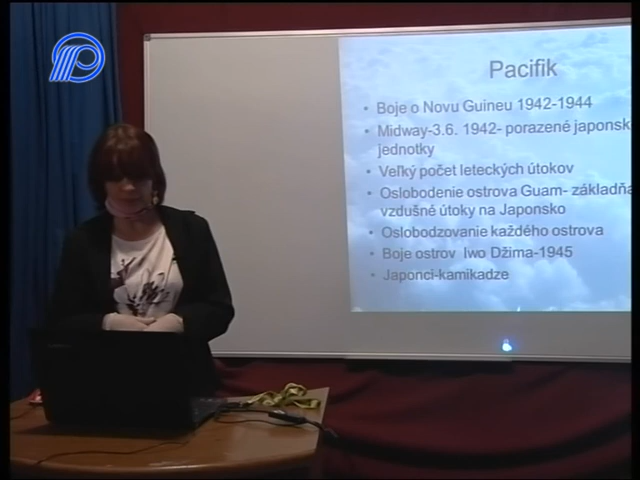 Pacifik
• Boje o Novu Guineu 1942-1944
• Midway-3.6. 1942- porazené japonsk
jednotky
• Veľký počet leteckých útokov
• Oslobodenie ostrova Guam- základňa
vzdušné útoky na Japonsko
• Oslobodzovanie každého ostrova
• Boje ostrov Iwo Džima-1945
• Japonci-kamikadze